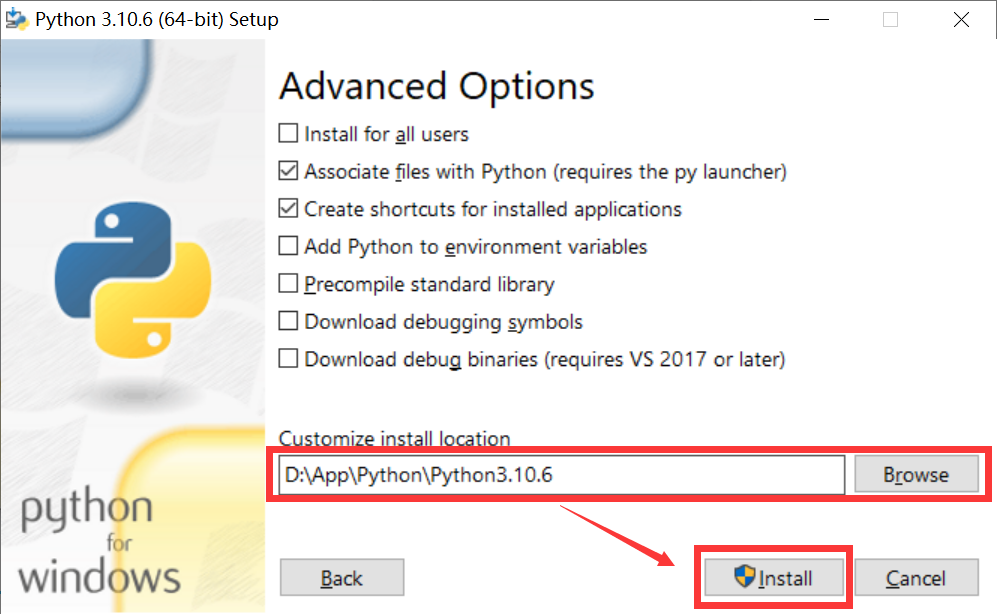 Python 3.10.6 (64-bit) Setup
Advanced Options
Install for all users
Associate files with Python (requires the py launcher)
Create shortcuts for installed applications
Add Python to environment variables
Precompile standard library
Download debugging symbols
Download debug binaries (requires VS 2017 or later)
Customize install location
D:\App\Python\Python3.10.6
Browse
python
for
windows
Back
Install
Cancel